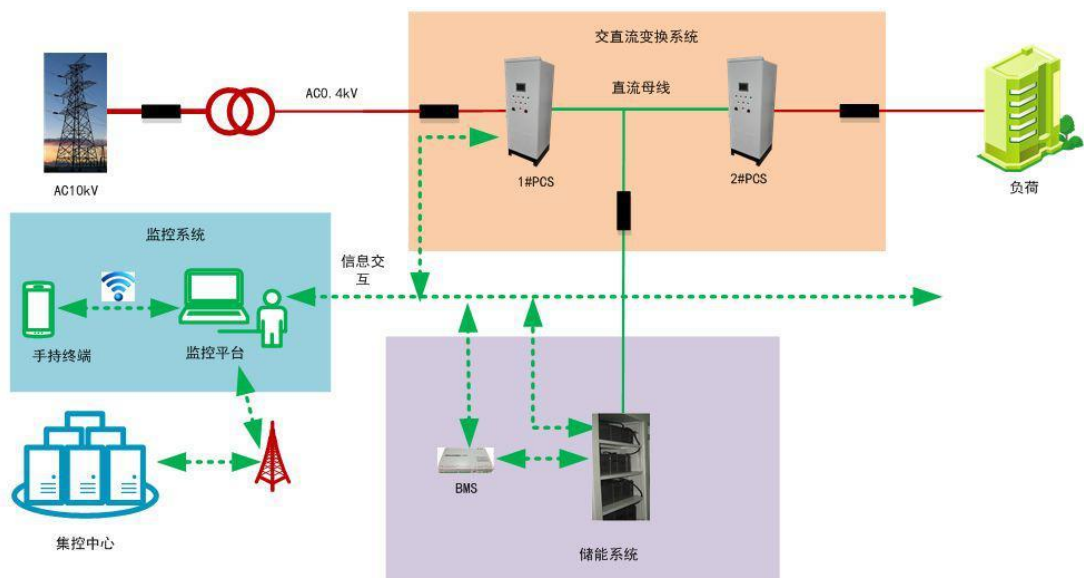 交直流变换系统
AC0.4kV
直流母线
AC10kV
1#PCS
2#PCS
负荷
监控系统
信息交
互
手持终端
监控平台
BMS
集控中心
储能系统